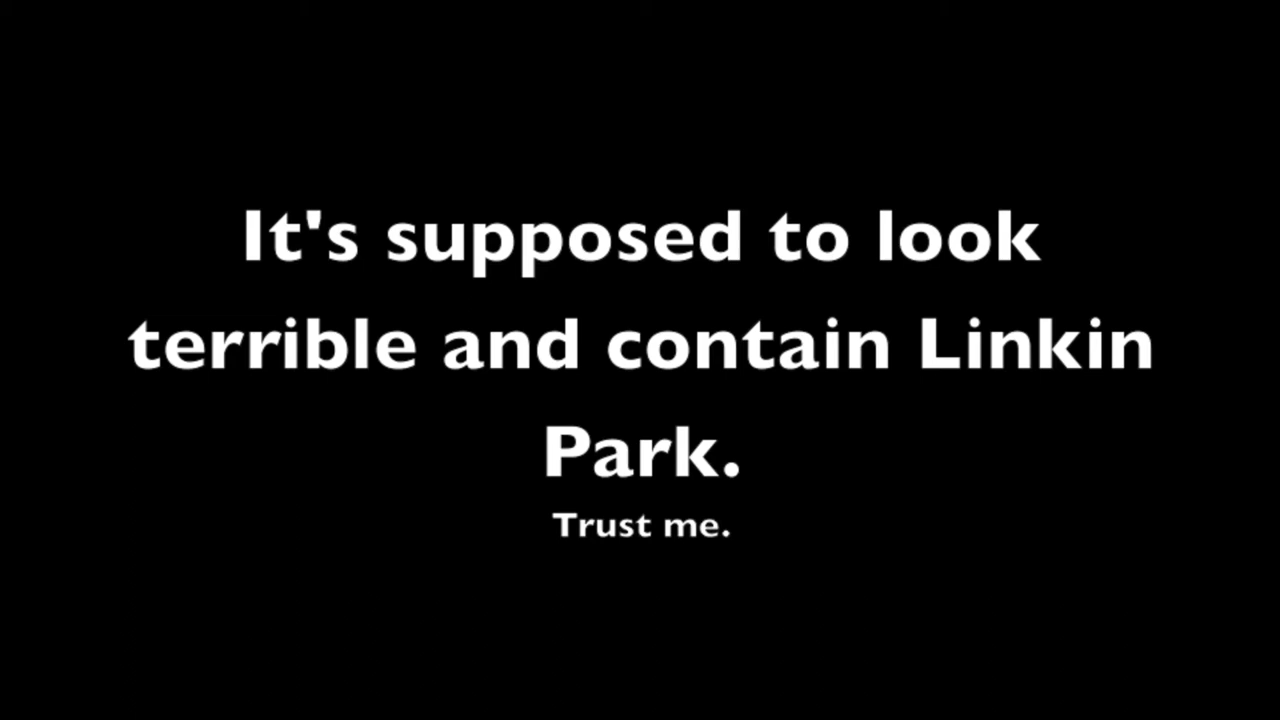 It's supposed to look
terrible and contain Linkin
Park.
Trust me.